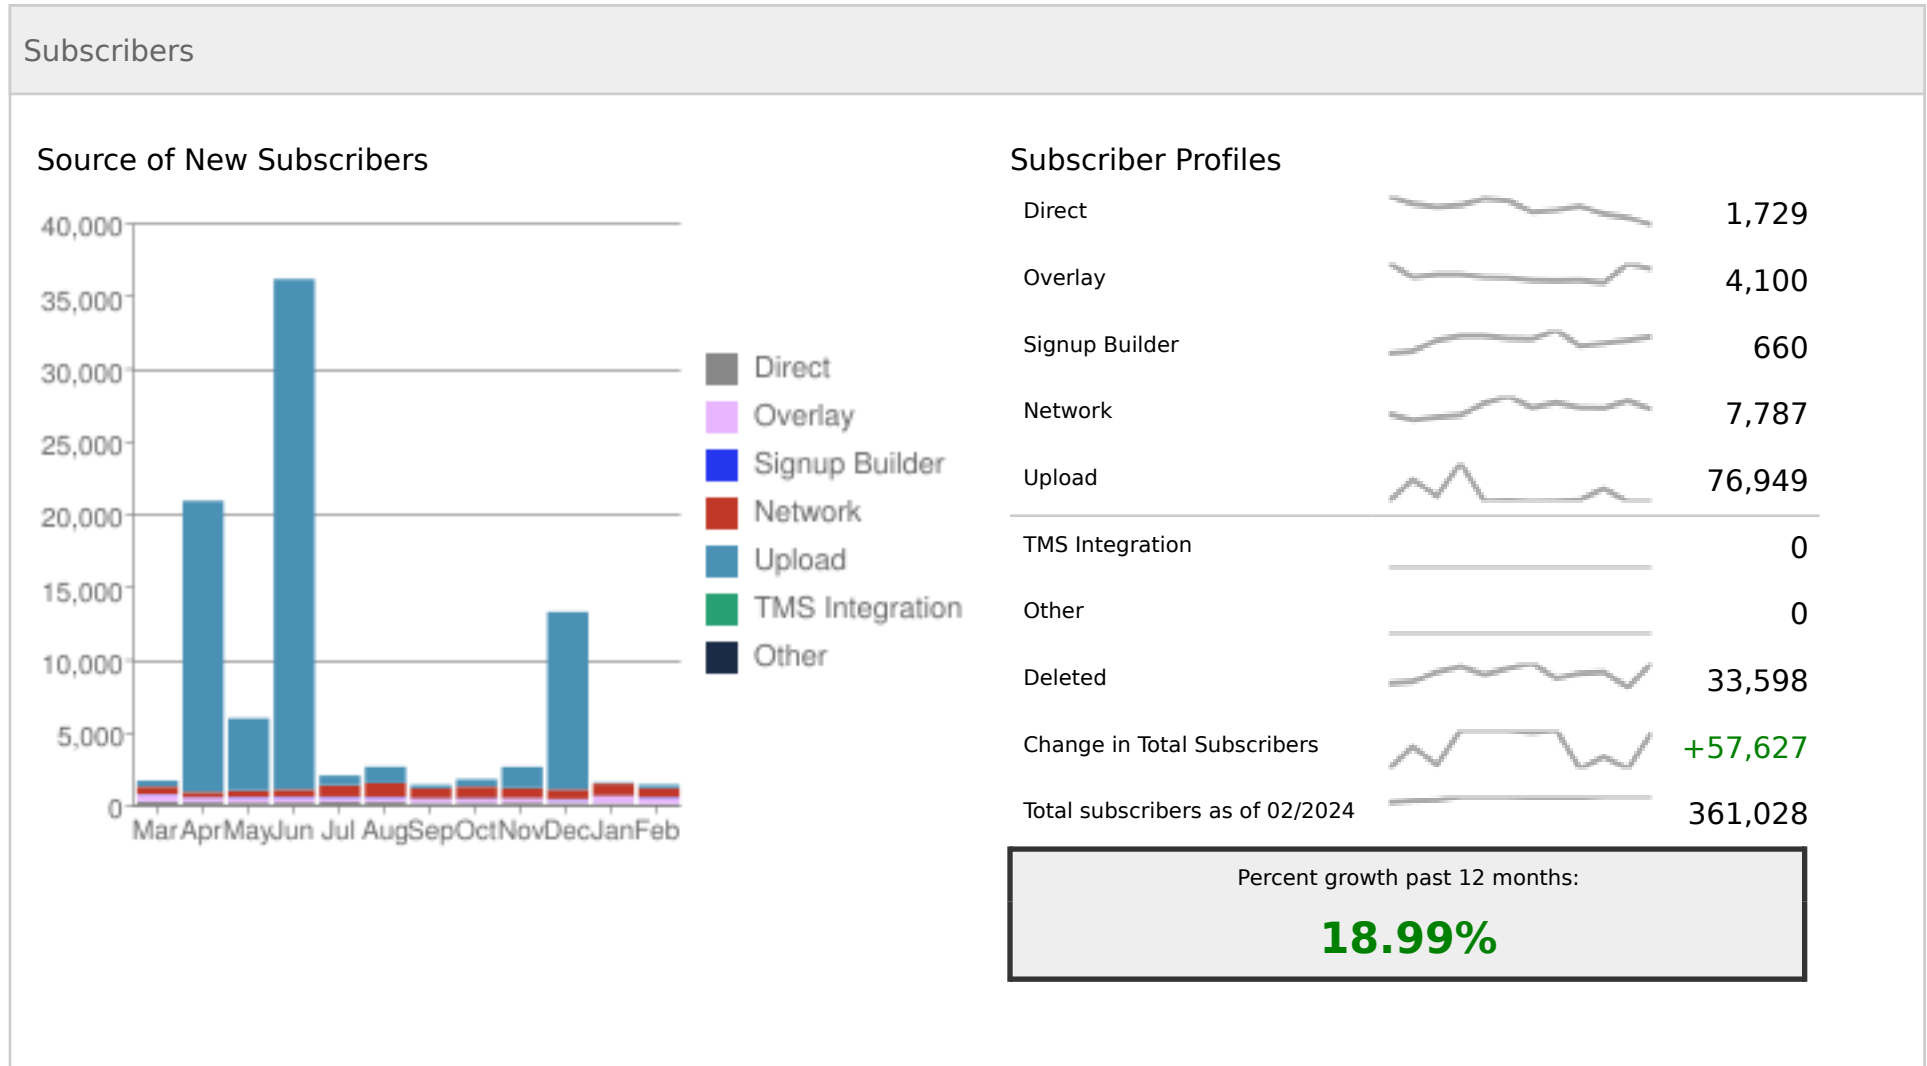 Subscribers
Source of New Subscribers
40,000
35,000
30,000
25,000
20,000
15,000
10,000
5,000
0
Mar Apr May Jun Jul Aug Sep Oct Nov Dec Jan Feb
Direct
Overlay
Signup Builder
Network
Upload
TMS Integration
Other
Subscriber Profiles
Direct 1,729
Overlay 4,100
Signup Builder 660
Network 7,787
Upload 76,949
TMS Integration 0
Other 0
Deleted 33,598
Change in Total Subscribers +57,627
Total subscribers as of 02/2024 361,028
Percent growth past 12 months:
18.99%